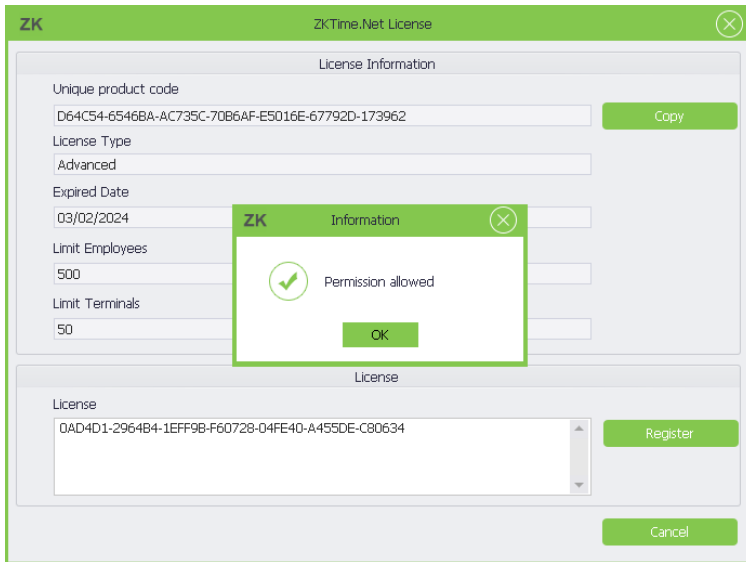 ZK ZKTime.Net License
License Information
Unique product code
D64C54-6546BA-AC735C-70B6AF-E5016E-67792D-173962 Copy
License Type
Advanced
Expired Date
03/02/2024
ZK Information
Limit Employees
500
Permission allowed
Limit Terminals
50
OK
License
License
0AD4D1-2964B4-1EFF9B-F60728-04FE40-A455DE-C80634
Register
Cancel